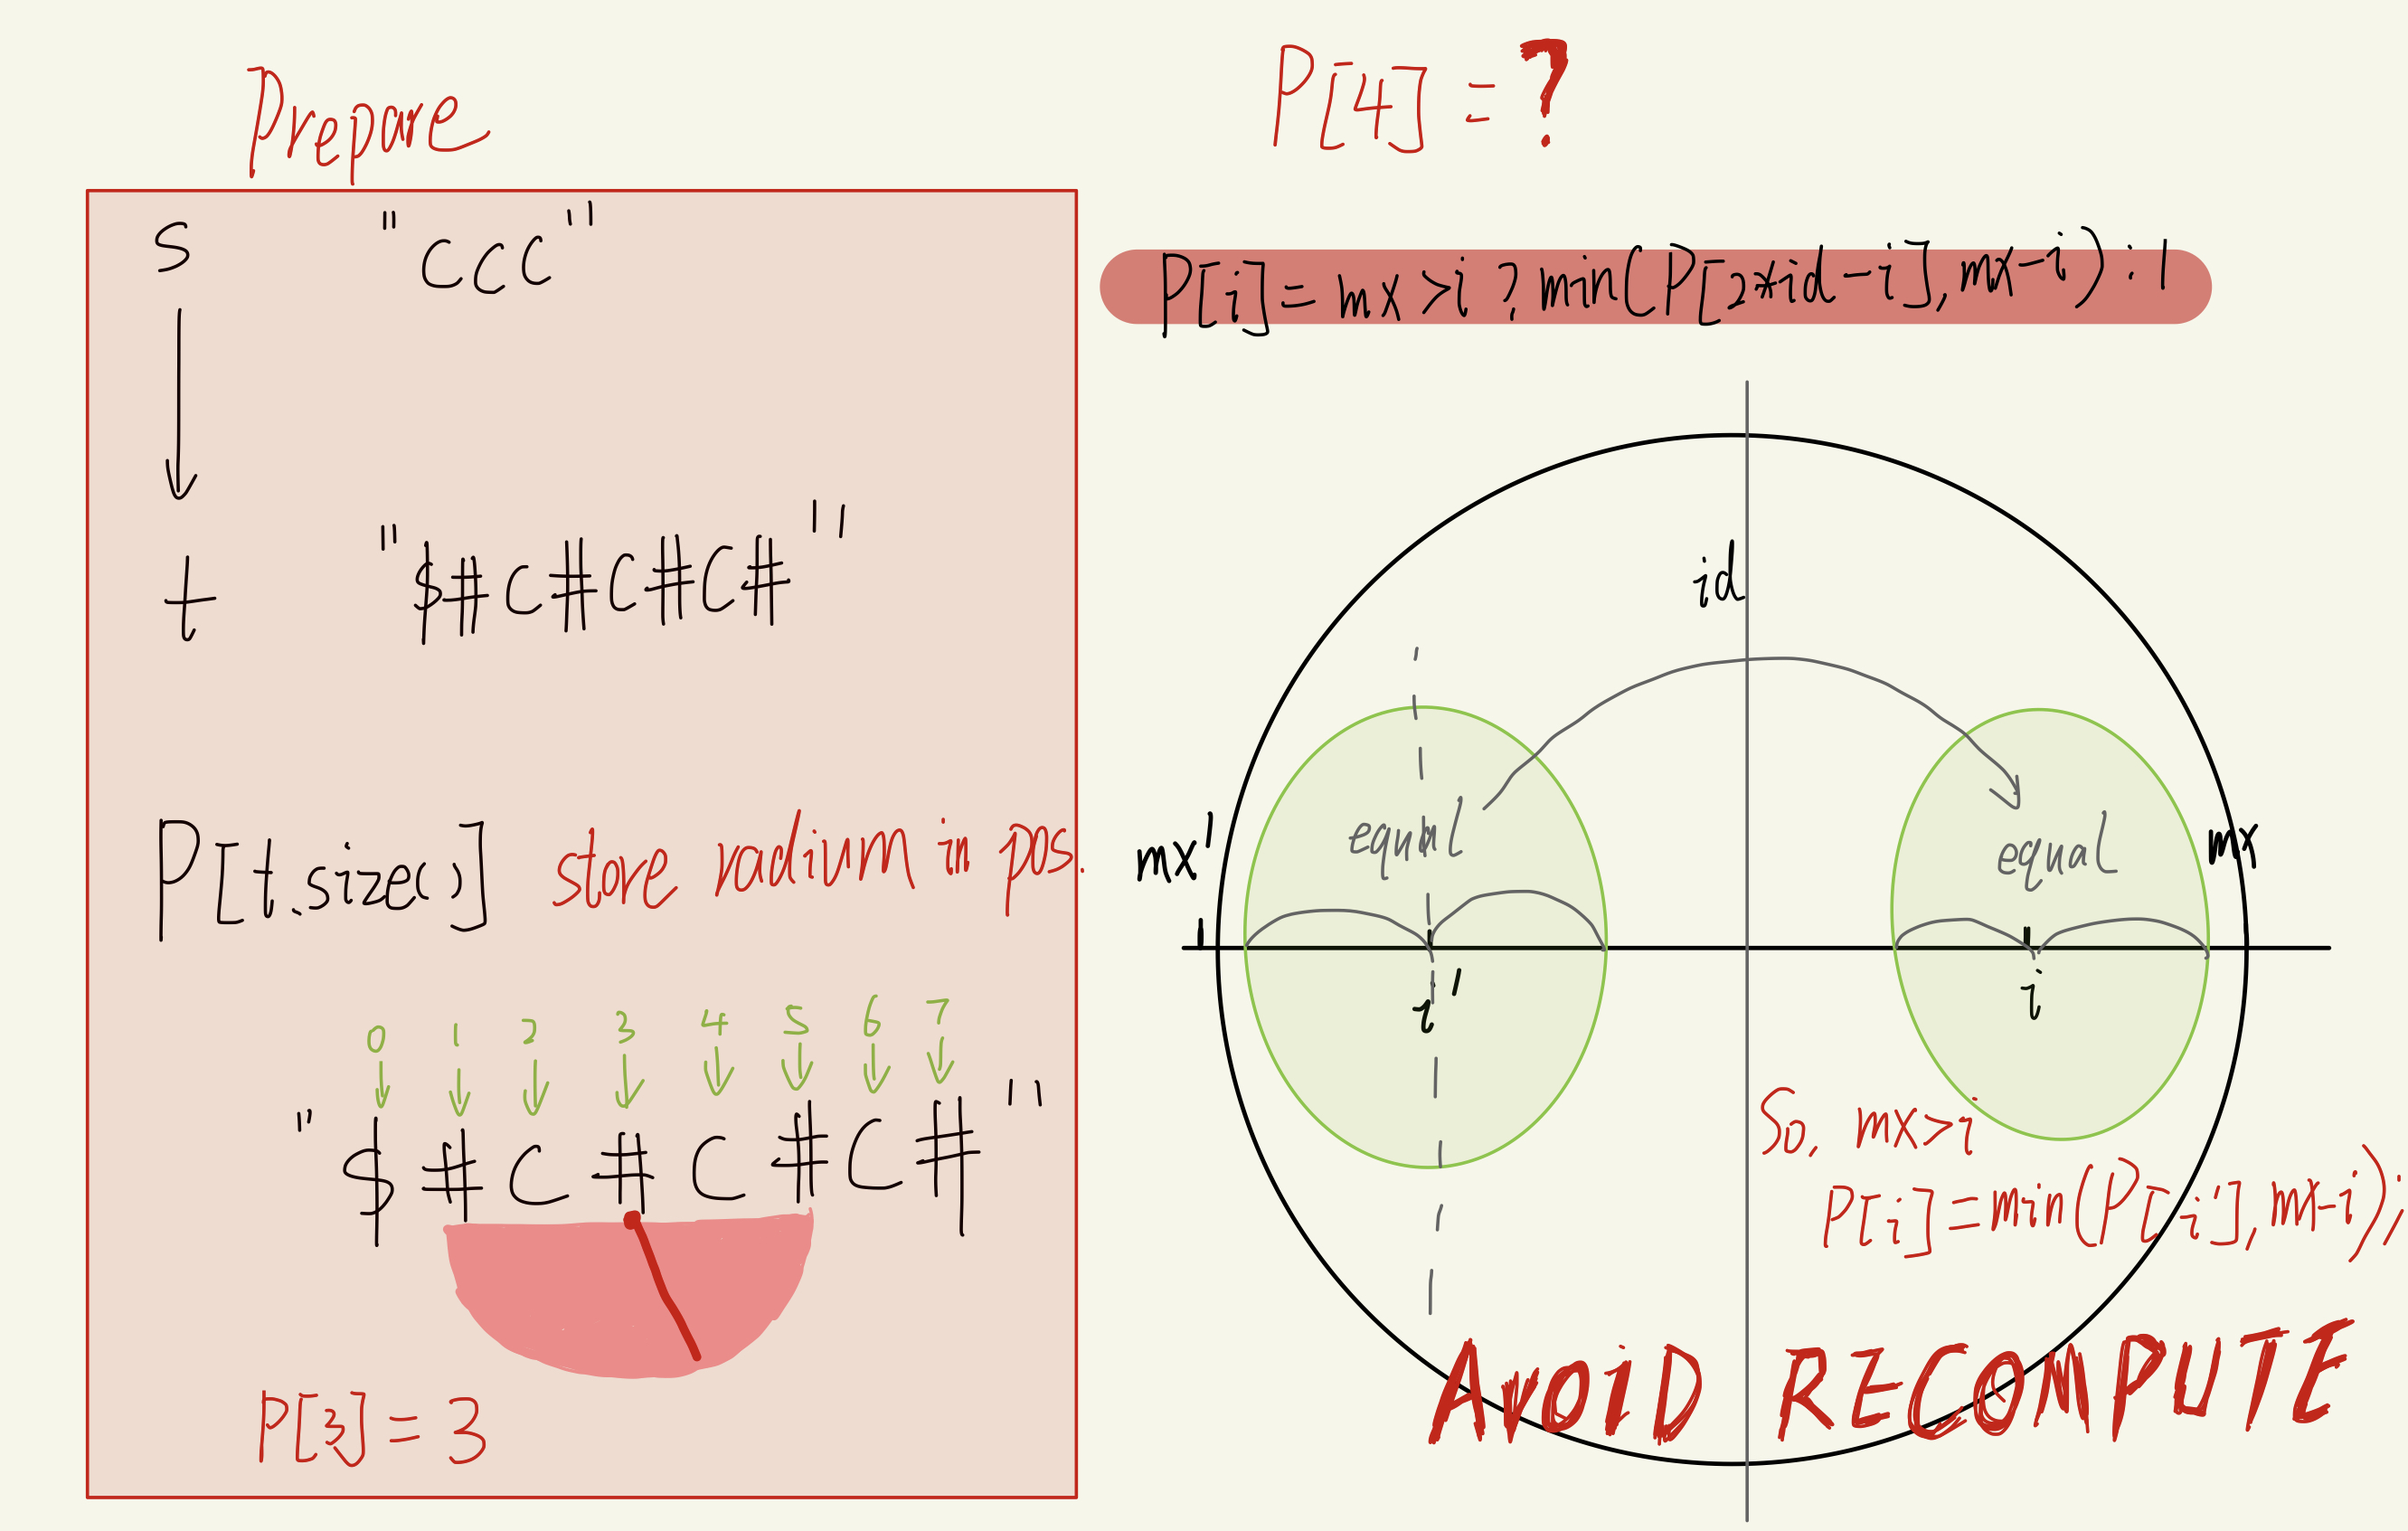 Prepare
S "CCC"
t "$#C#C#C#"
P[t.size()] store radium in ps.
0 1 2 3 4 5 6 7
"$#C#C#C#"
P[3] = 3
P[4] = ?
P[i] = mx>i ? min(P[2*id-i], mx-i) : 1
id
equal equal
mx' mx
i' i
So, mx>i
P[i] = min(P[i'], mx-i);
AVOID RECOMPUTE